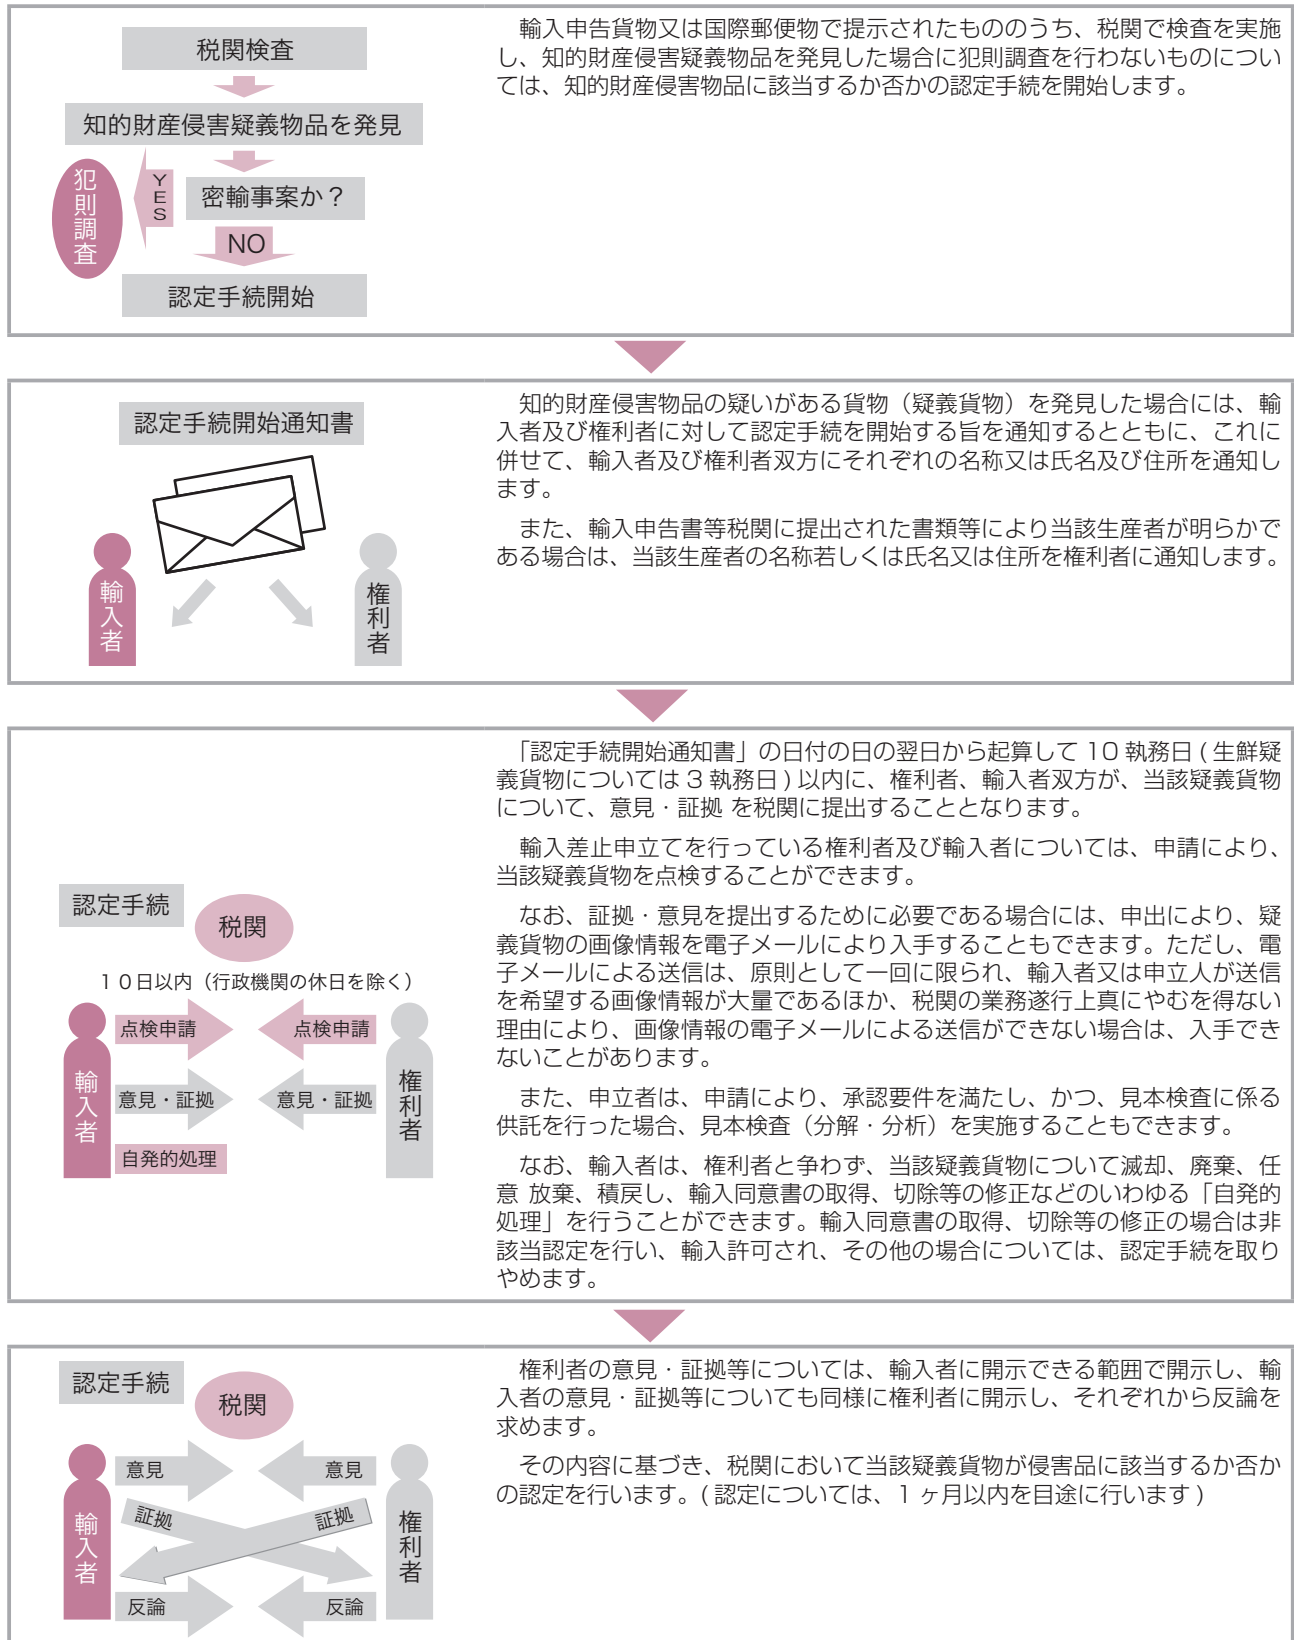 税関検査
知的財産侵害疑義物品を発見
犯則調査
YES
密輸事案か？
NO
認定手続開始
輸入申告貨物又は国際郵便物で提示されたもののうち、税関で検査を実施
し、知的財産侵害疑義物品を発見した場合に犯則調査を行わないものについ
ては、知的財産侵害物品に該当するか否かの認定手続を開始します。
認定手続開始通知書
輸入者
権利者
知的財産侵害物品の疑いがある貨物（疑義貨物）を発見した場合には、輸
入者及び権利者に対して認定手続を開始する旨を通知するとともに、これに
併せて、輸入者及び権利者双方にそれぞれの名称又は氏名及び住所を通知し
ます。
また、輸入申告書等税関に提出された書類等により当該生産者が明らかで
ある場合は、当該生産者の名称若しくは氏名又は住所を権利者に通知します。
認定手続
税関
１０日以内（行政機関の休日を除く）
輸入者
点検申請
点検申請
意見・証拠
意見・証拠
自発的処理
権利者
「認定手続開始通知書」の日付の日の翌日から起算して 10 執務日 ( 生鮮疑
義貨物については 3 執務日 ) 以内に、権利者、輸入者双方が、当該疑義貨物
について、意見・証拠 を税関に提出することとなります。
輸入差止申立てを行っている権利者及び輸入者については、申請により、
当該疑義貨物を点検することができます。
なお、証拠・意見を提出するために必要である場合には、申出により、疑
義貨物の画像情報を電子メールにより入手することもできます。ただし、電
子メールによる送信は、原則として一回に限られ、輸入者又は申立人が送信
を希望する画像情報が大量であるほか、税関の業務遂行上真にやむを得ない
理由により、画像情報の電子メールによる送信ができない場合は、入手でき
ないことがあります。
また、申立者は、申請により、承認要件を満たし、かつ、見本検査に係る
供託を行った場合、見本検査（分解・分析）を実施することもできます。
なお、輸入者は、権利者と争わず、当該疑義貨物について滅却、廃棄、任
意 放棄、積戻し、輸入同意書の取得、切除等の修正などのいわゆる「自発的
処理」を行うことができます。輸入同意書の取得、切除等の修正の場合は非
該当認定を行い、輸入許可され、その他の場合については、認定手続を取り
やめます。
認定手続
税関
輸入者
意見
意見
証拠
証拠
反論
反論
権利者
権利者の意見・証拠等については、輸入者に開示できる範囲で開示し、輸
入者の意見・証拠等についても同様に権利者に開示し、それぞれから反論を
求めます。
その内容に基づき、税関において当該疑義貨物が侵害品に該当するか否か
の認定を行います。( 認定については、1 ヶ月以内を目途に行います )